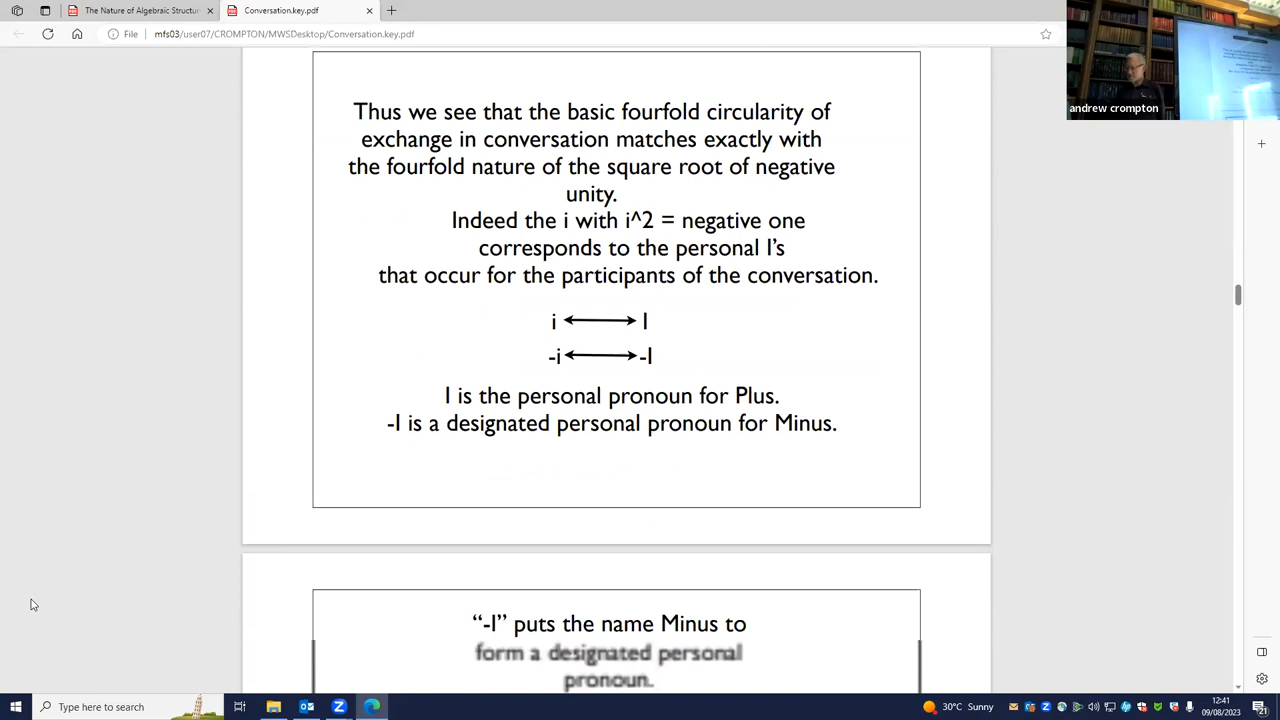 The Nature of Algebraic Structur
Conversation.key.pdf
File
mfs03/user07/CROMPTON/MWSDesktop/Conversation.key.pdf
andrew crompton
Thus we see that the basic fourfold circularity of
exchange in conversation matches exactly with
the fourfold nature of the square root of negative
unity.
Indeed the i with i^2 = negative one
corresponds to the personal I's
that occur for the participants of the conversation.
i I
-i -I
I is the personal pronoun for Plus.
-I is a designated personal pronoun for Minus.
“-I” puts the name Minus to
form a designated personal
pronoun.
Type here to search
30°C Sunny
12:41
09/08/2023
21